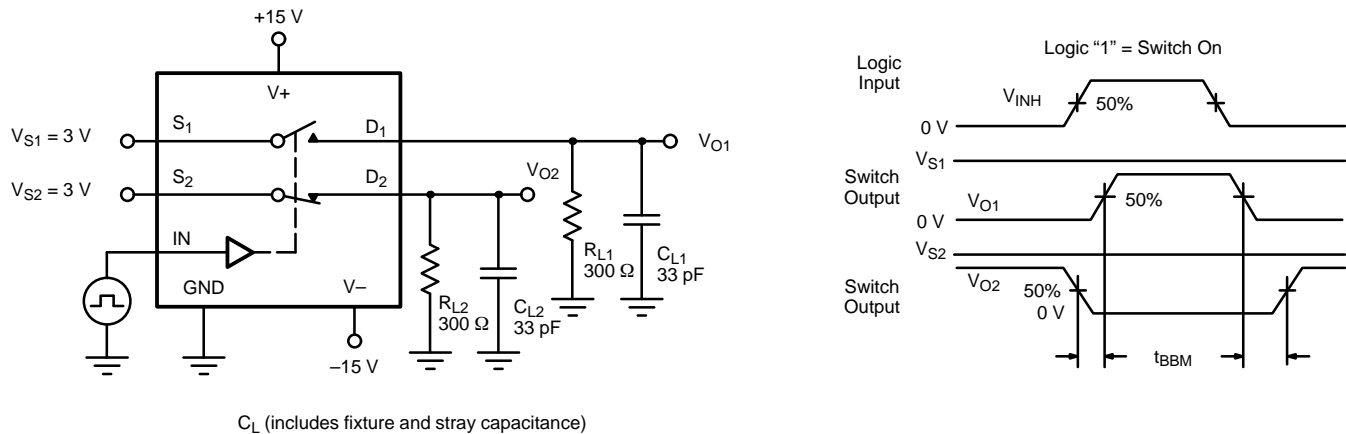 +15 V
V+
V_S1 = 3 V
S_1
D_1
V_O1
V_S2 = 3 V
S_2
D_2
V_O2
IN
GND
V–
–15 V
R_L2
300 Ω
C_L2
33 pF
R_L1
300 Ω
C_L1
33 pF
C_L (includes fixture and stray capacitance)
Logic “1” = Switch On
Logic
Input
V_INH
50%
0 V
V_S1
Switch
Output
V_O1
50%
0 V
V_S2
Switch
Output
V_O2
50%
0 V
t_BBM